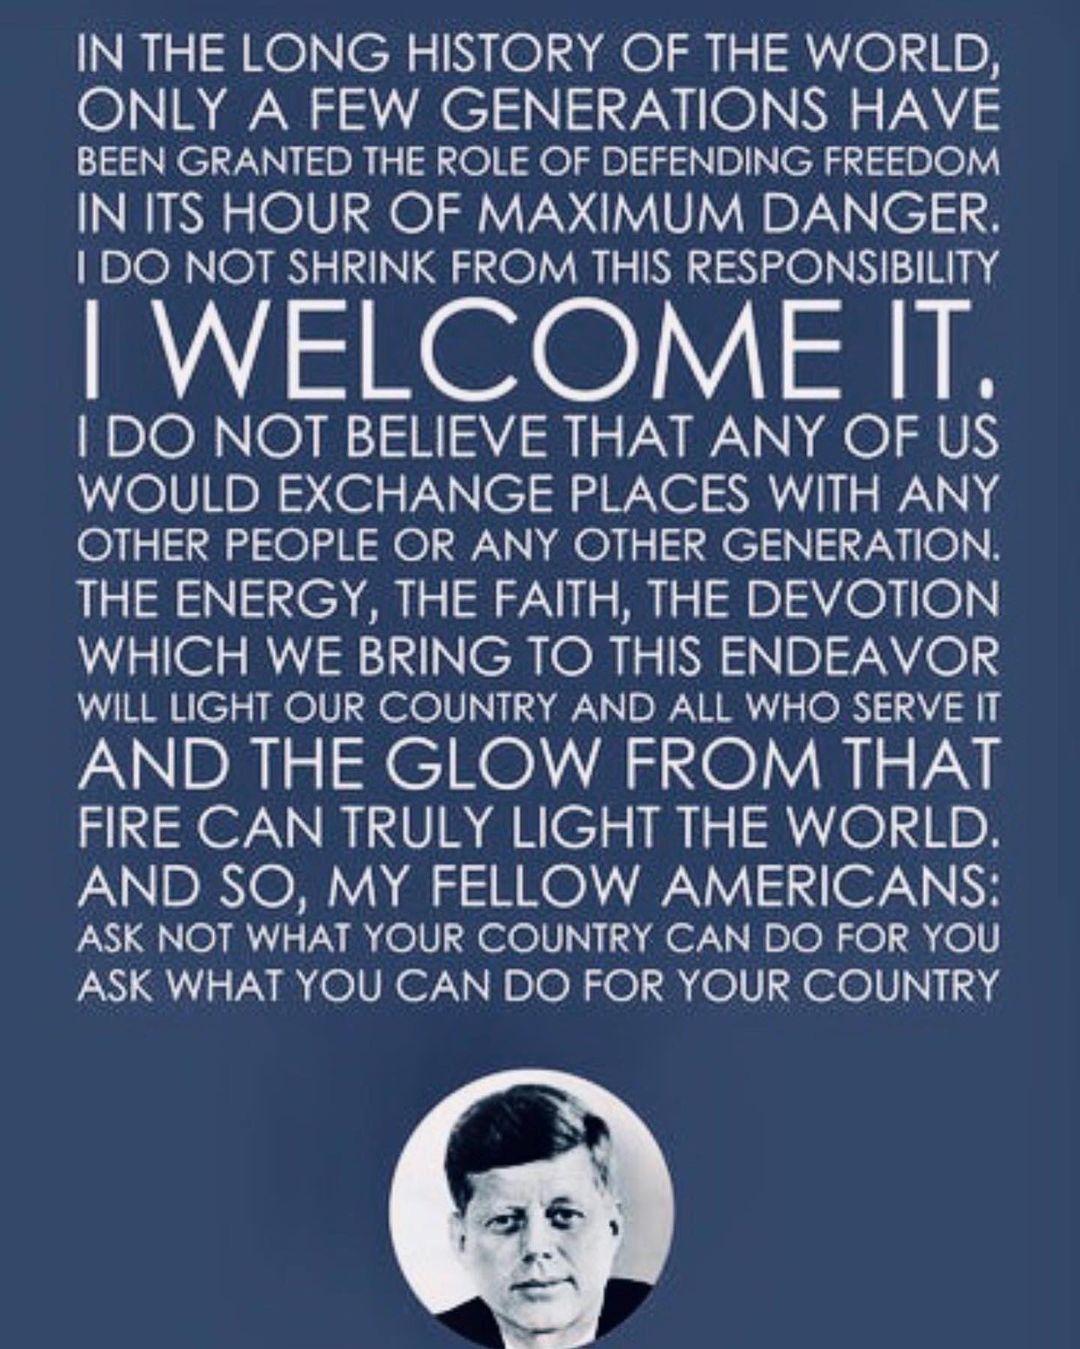 IN THE LONG HISTORY OF THE WORLD,
ONLY A FEW GENERATIONS HAVE
BEEN GRANTED THE ROLE OF DEFENDING FREEDOM
IN ITS HOUR OF MAXIMUM DANGER.
I DO NOT SHRINK FROM THIS RESPONSIBILITY
I WELCOME IT.
I DO NOT BELIEVE THAT ANY OF US
WOULD EXCHANGE PLACES WITH ANY
OTHER PEOPLE OR ANY OTHER GENERATION.
THE ENERGY, THE FAITH, THE DEVOTION
WHICH WE BRING TO THIS ENDEAVOR
WILL LIGHT OUR COUNTRY AND ALL WHO SERVE IT
AND THE GLOW FROM THAT
FIRE CAN TRULY LIGHT THE WORLD.
AND SO, MY FELLOW AMERICANS:
ASK NOT WHAT YOUR COUNTRY CAN DO FOR YOU
ASK WHAT YOU CAN DO FOR YOUR COUNTRY